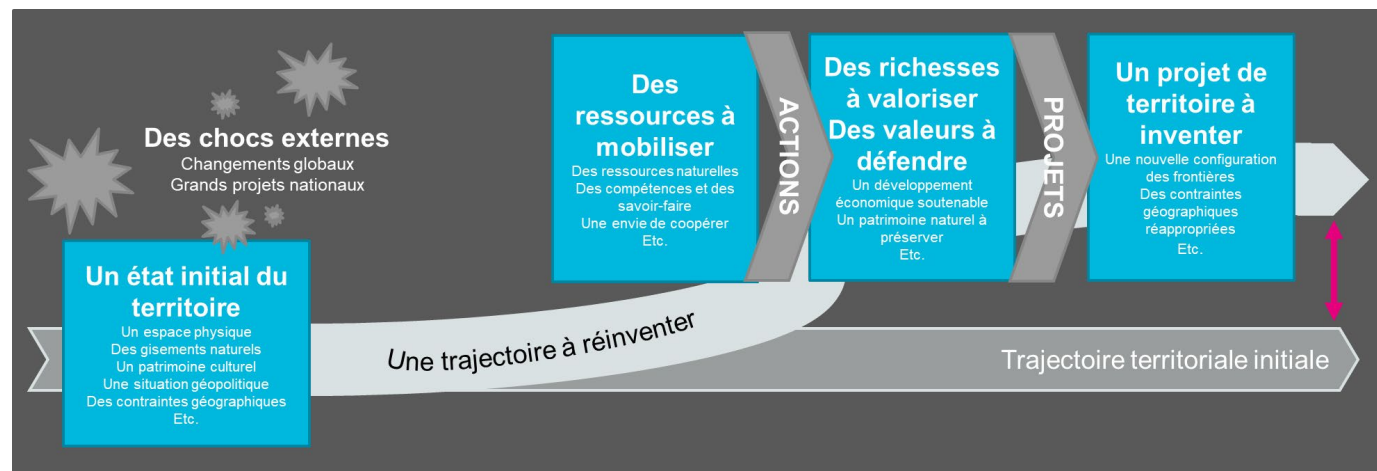 Des chocs externes
Changements globaux
Grands projets nationaux
Un état initial du
territoire
Un espace physique
Des gisements naturels
Un patrimoine culturel
Une situation géopolitique
Des contraintes géographiques
Etc.
Une trajectoire à réinventer
Des
ressources à
mobiliser
Des ressources naturelles
Des compétences et des
savoir-faire
Une envie de coopérer
Etc.
ACTIONS
Des richesses
à valoriser
Des valeurs à
défendre
Un développement
économique soutenable
Un patrimoine naturel à
préserver
Etc.
PROJETS
Un projet de
territoire à
inventer
Une nouvelle configuration
des frontières
Des contraintes
géographiques
réappropriées
Etc.
Trajectoire territoriale initiale